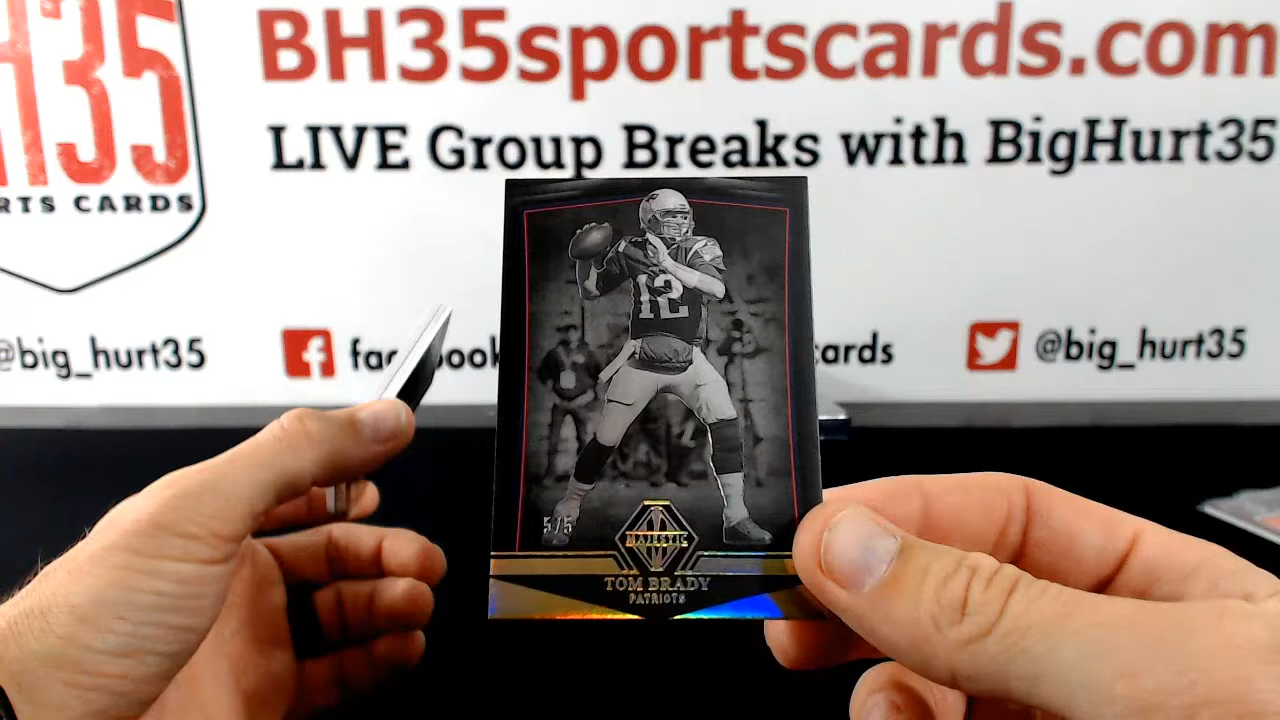 H35
RTS CARDS
BH35sportscards.com
LIVE Group Breaks with BigHurt35
@big_hurt35
f
cards
@big_hurt35
12
5/5
MAJESTIC
TOM BRADY
PATRIOTS